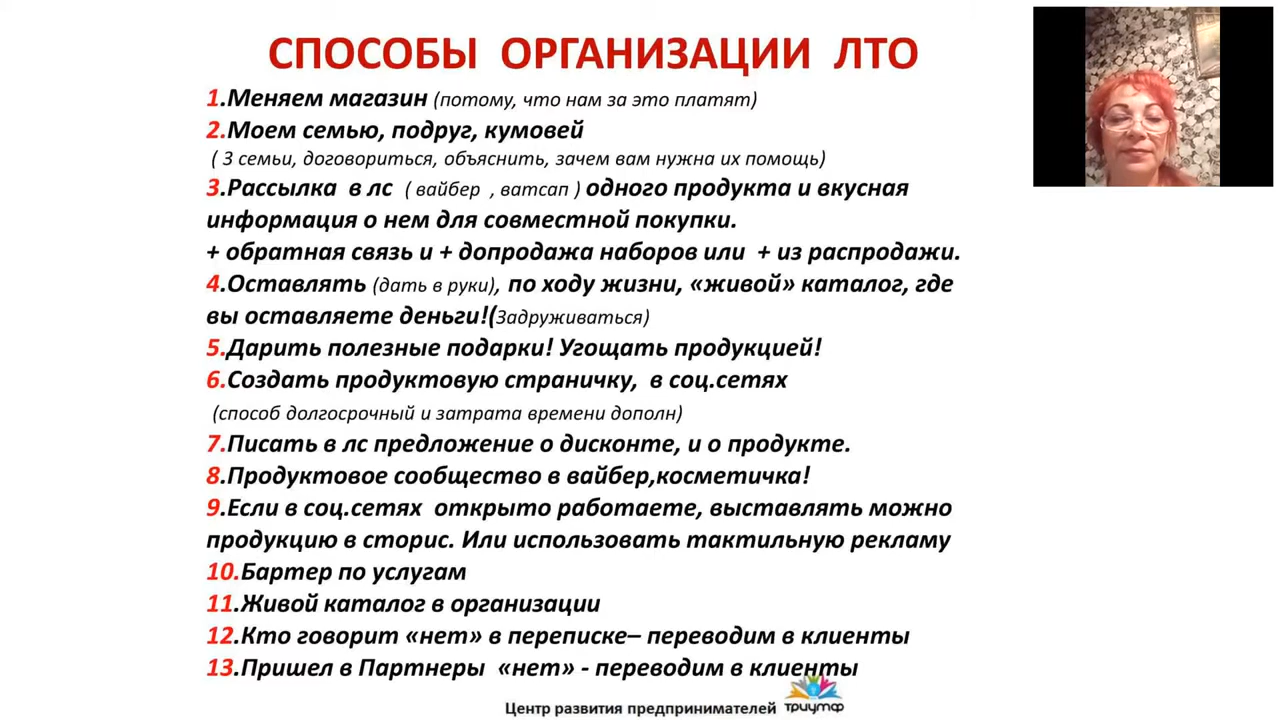 СПОСОБЫ ОРГАНИЗАЦИИ ЛТО
1.Меняем магазин (потому, что нам за это платят)
2.Моем семью, подруг, кумовей
( 3 семьи, договориться, объяснить, зачем вам нужна их помощь)
3.Рассылка в лс ( вайбер , ватсап ) одного продукта и вкусная
информация о нем для совместной покупки.
+ обратная связь и + допродажа наборов или + из распродажи.
4.Оставлять (дать в руки), по ходу жизни, «живой» каталог, где
вы оставляете деньги!(Задруживаться)
5.Дарить полезные подарки! Угощать продукцией!
6.Создать продуктовую страничку, в соц.сетях
(способ долгосрочный и затрата времени дополн)
7.Писать в лс предложение о дисконте, и о продукте.
8.Продуктовое сообщество в вайбер,косметичка!
9.Если в соц.сетях открыто работаете, выставлять можно
продукцию в сторис. Или использовать тактильную рекламу
10.Бартер по услугам
11.Живой каталог в организации
12.Кто говорит «нет» в переписке– переводим в клиенты
13.Пришел в Партнеры «нет» - переводим в клиенты
Центр развития предпринимателей триумф